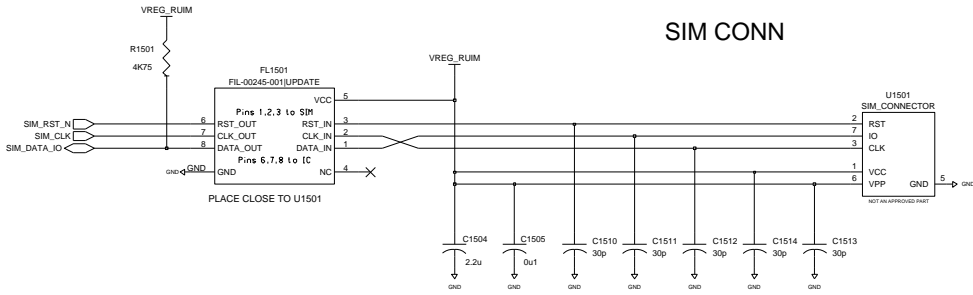 SIM CONN
VREG_RUIM
R1501
4K75
VREG_RUIM
FL1501
FIL-00245-001|UPDATE
VCC 5
Pins 1,2,3 to SIM
SIM_RST_N 6 RST_OUT RST_IN 3
SIM_CLK 7 CLK_OUT CLK_IN 2
SIM_DATA_IO 8 DATA_OUT DATA_IN 1
Pins 6,7,8 to IC
GND GND GND NC 4
PLACE CLOSE TO U1501
U1501
SIM_CONNECTOR
2 RST
7 IO
3 CLK
1 VCC
6 VPP GND 5 GND
NOT AN APPROVED PART
C1504
2.2u
GND
C1505
0u1
GND
C1510
30p
GND
C1511
30p
GND
C1512
30p
GND
C1514
30p
GND
C1513
30p
GND